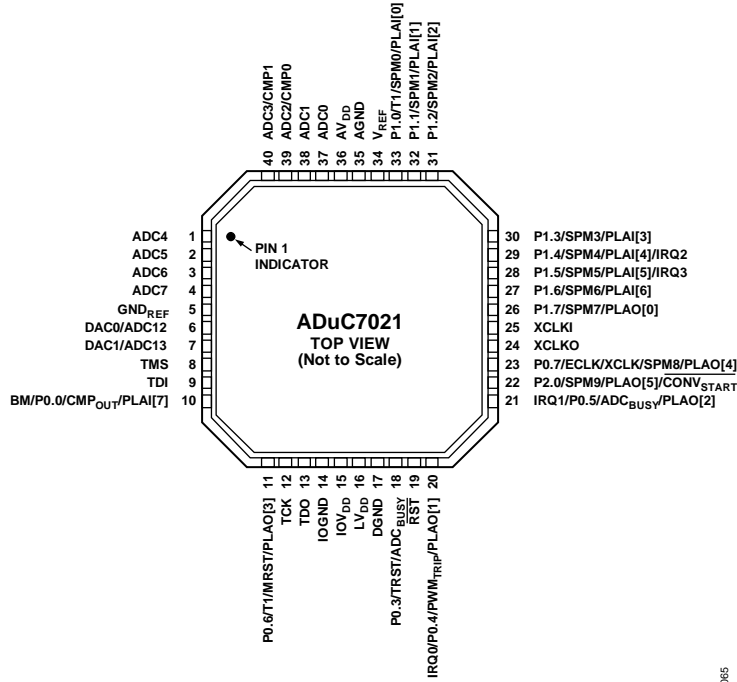 40 ADC3/CMP1
39 ADC2/CMP0
38 ADC1
37 ADC0
36 AVDD
35 AGND
34 VREF
33 P1.0/T1/SPM0/PLAI[0]
32 P1.1/SPM1/PLAI[1]
31 P1.2/SPM2/PLAI[2]
ADC4 1
ADC5 2
ADC6 3
ADC7 4
GNDREF 5
DAC0/ADC12 6
DAC1/ADC13 7
TMS 8
TDI 9
BM/P0.0/CMPOUT/PLAI[7] 10
PIN 1
INDICATOR
ADuC7021
TOP VIEW
(Not to Scale)
30 P1.3/SPM3/PLAI[3]
29 P1.4/SPM4/PLAI[4]/IRQ2
28 P1.5/SPM5/PLAI[5]/IRQ3
27 P1.6/SPM6/PLAI[6]
26 P1.7/SPM7/PLAO[0]
25 XCLKI
24 XCLKO
23 P0.7/ECLK/XCLK/SPM8/PLAO[4]
22 P2.0/SPM9/PLAO[5]/CONVSTART
21 IRQ1/P0.5/ADCBUSY/PLAO[2]
P0.6/T1/MRST/PLAO[3] 11
TCK 12
TDO 13
IOGND 14
IOVDD 15
LVDD 16
DGND 17
P0.3/TRST/ADCBUSY 18
RST 19
IRQ0/P0.4/PWMTRIP/PLAO[1] 20